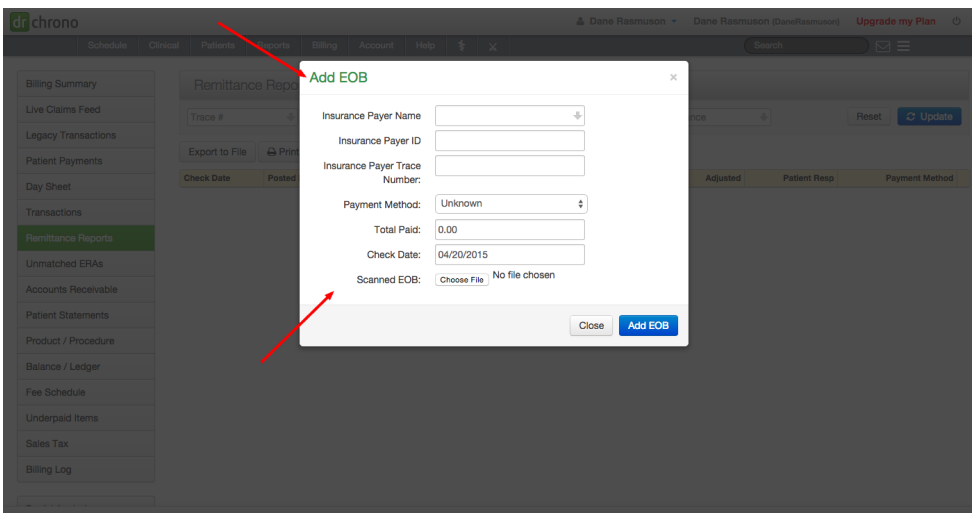 dr chrono
Dane Rasmuson
Dane Rasmuson (DaneRasmuson)
Upgrade my Plan
Schedule Clinical Patients Reports Billing Account Help
Search
Billing Summary
Live Claims Feed
Legacy Transactions
Patient Payments
Day Sheet
Transactions
Remittance Reports
Unmatched ERAs
Accounts Receivable
Patient Statements
Product / Procedure
Balance / Ledger
Fee Schedule
Underpaid Items
Sales Tax
Billing Log
Remittance Repo
Trace #
nce
Reset Update
Export to File Print
Check Date Posted Adjusted Patient Resp Payment Method
Add EOB ×
Insurance Payer Name
Insurance Payer ID
Insurance Payer Trace
Number:
Payment Method: Unknown
Total Paid: 0.00
Check Date: 04/20/2015
Scanned EOB: Choose File No file chosen
Close Add EOB